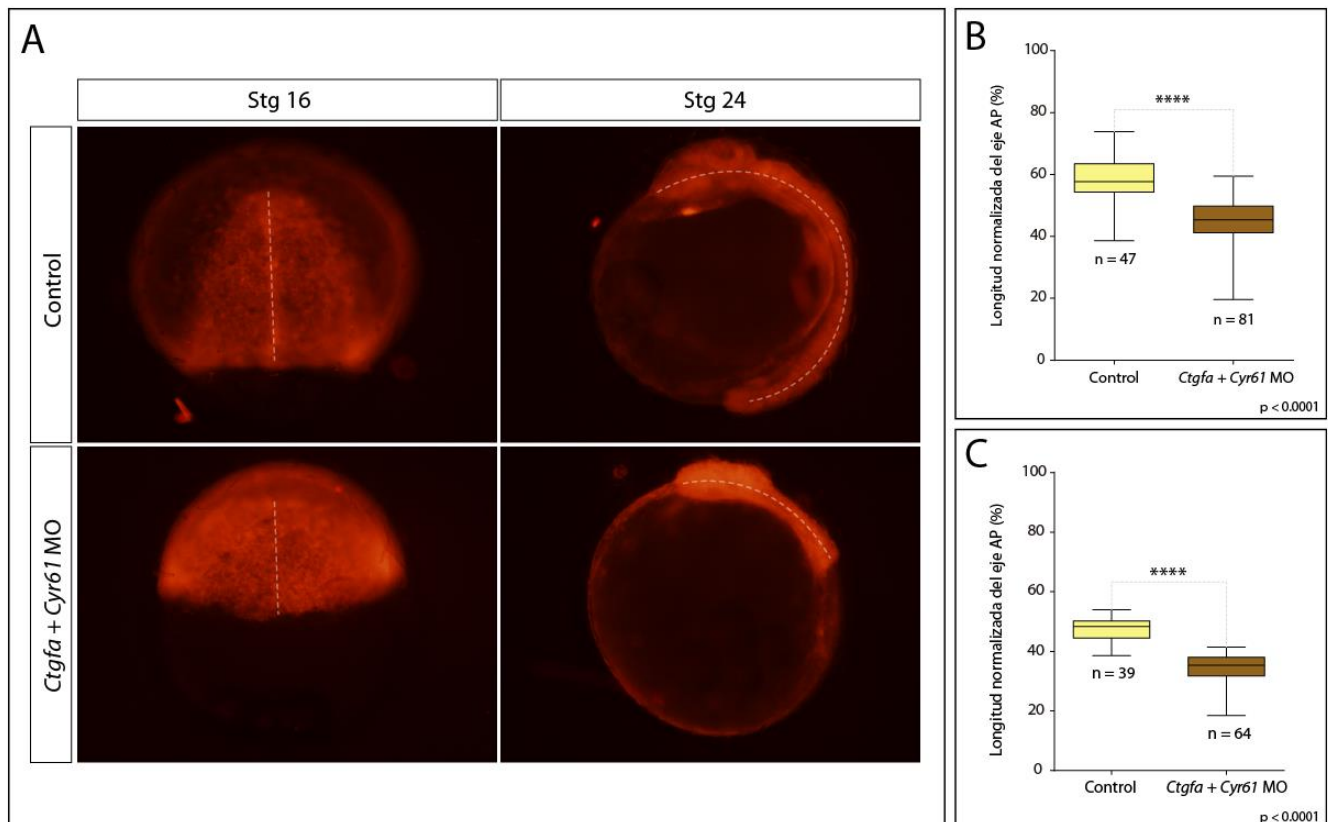 A
Stg 16
Stg 24
Control
Ctgfa + Cyr61 MO
B
Longitud normalizada del eje AP (%)
100
80
60
40
20
0
****
n = 47
n = 81
Control
Ctgfa + Cyr61 MO
p < 0.0001
C
Longitud normalizada del eje AP (%)
100
80
60
40
20
0
****
n = 39
n = 64
Control
Ctgfa + Cyr61 MO
p < 0.0001